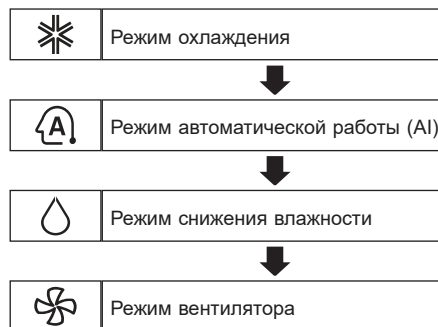 Режим охлаждения
A
Режим автоматической работы (AI)
Режим снижения влажности
Режим вентилятора